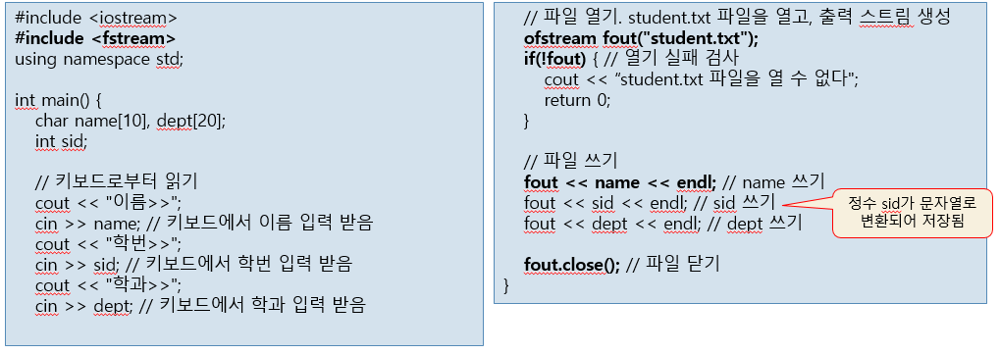 #include <iostream>
#include <fstream>
using namespace std;
int main() {
char name[10], dept[20];
int sid;
// 키보드로부터 읽기
cout << "이름>>";
cin >> name; // 키보드에서 이름 입력 받음
cout << "학번>>";
cin >> sid; // 키보드에서 학번 입력 받음
cout << "학과>>";
cin >> dept; // 키보드에서 학과 입력 받음
// 파일 열기. student.txt 파일을 열고, 출력 스트림 생성
ofstream fout("student.txt");
if(!fout) { // 열기 실패 검사
cout << “student.txt 파일을 열 수 없다";
return 0;
}
// 파일 쓰기
fout << name << endl; // name 쓰기
fout << sid << endl; // sid 쓰기
fout << dept << endl; // dept 쓰기
fout.close(); // 파일 닫기
}
정수 sid가 문자열로
변환되어 저장됨